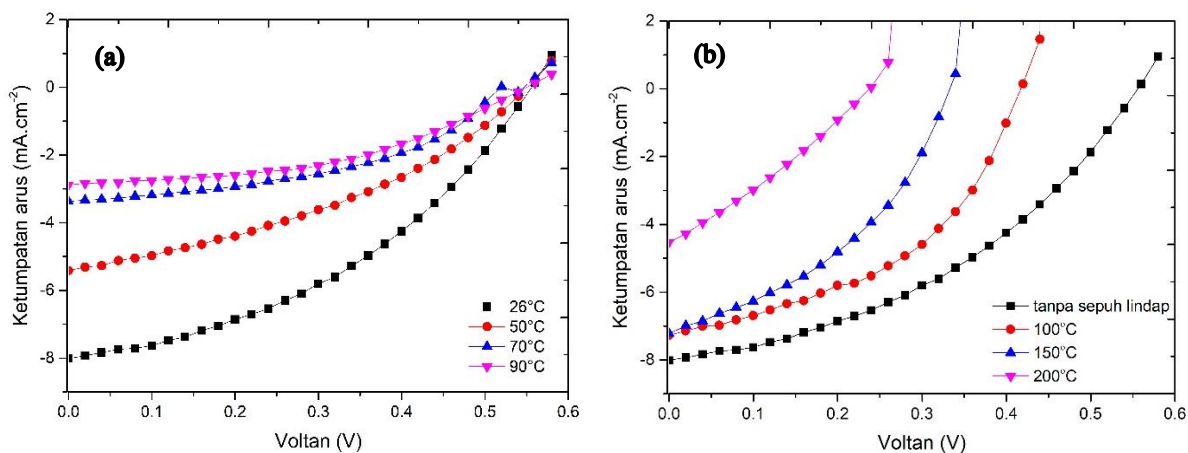 (a)
Ketumpatan arus (mA.cm⁻²)
2
0
-2
-4
-6
-8
26°C
50°C
70°C
90°C
0.0 0.1 0.2 0.3 0.4 0.5 0.6
Voltan (V)
(b)
Ketumpatan arus (mA.cm⁻²)
2
0
-2
-4
-6
-8
tanpa sepuh lindap
100°C
150°C
200°C
0.0 0.1 0.2 0.3 0.4 0.5 0.6
Voltan (V)